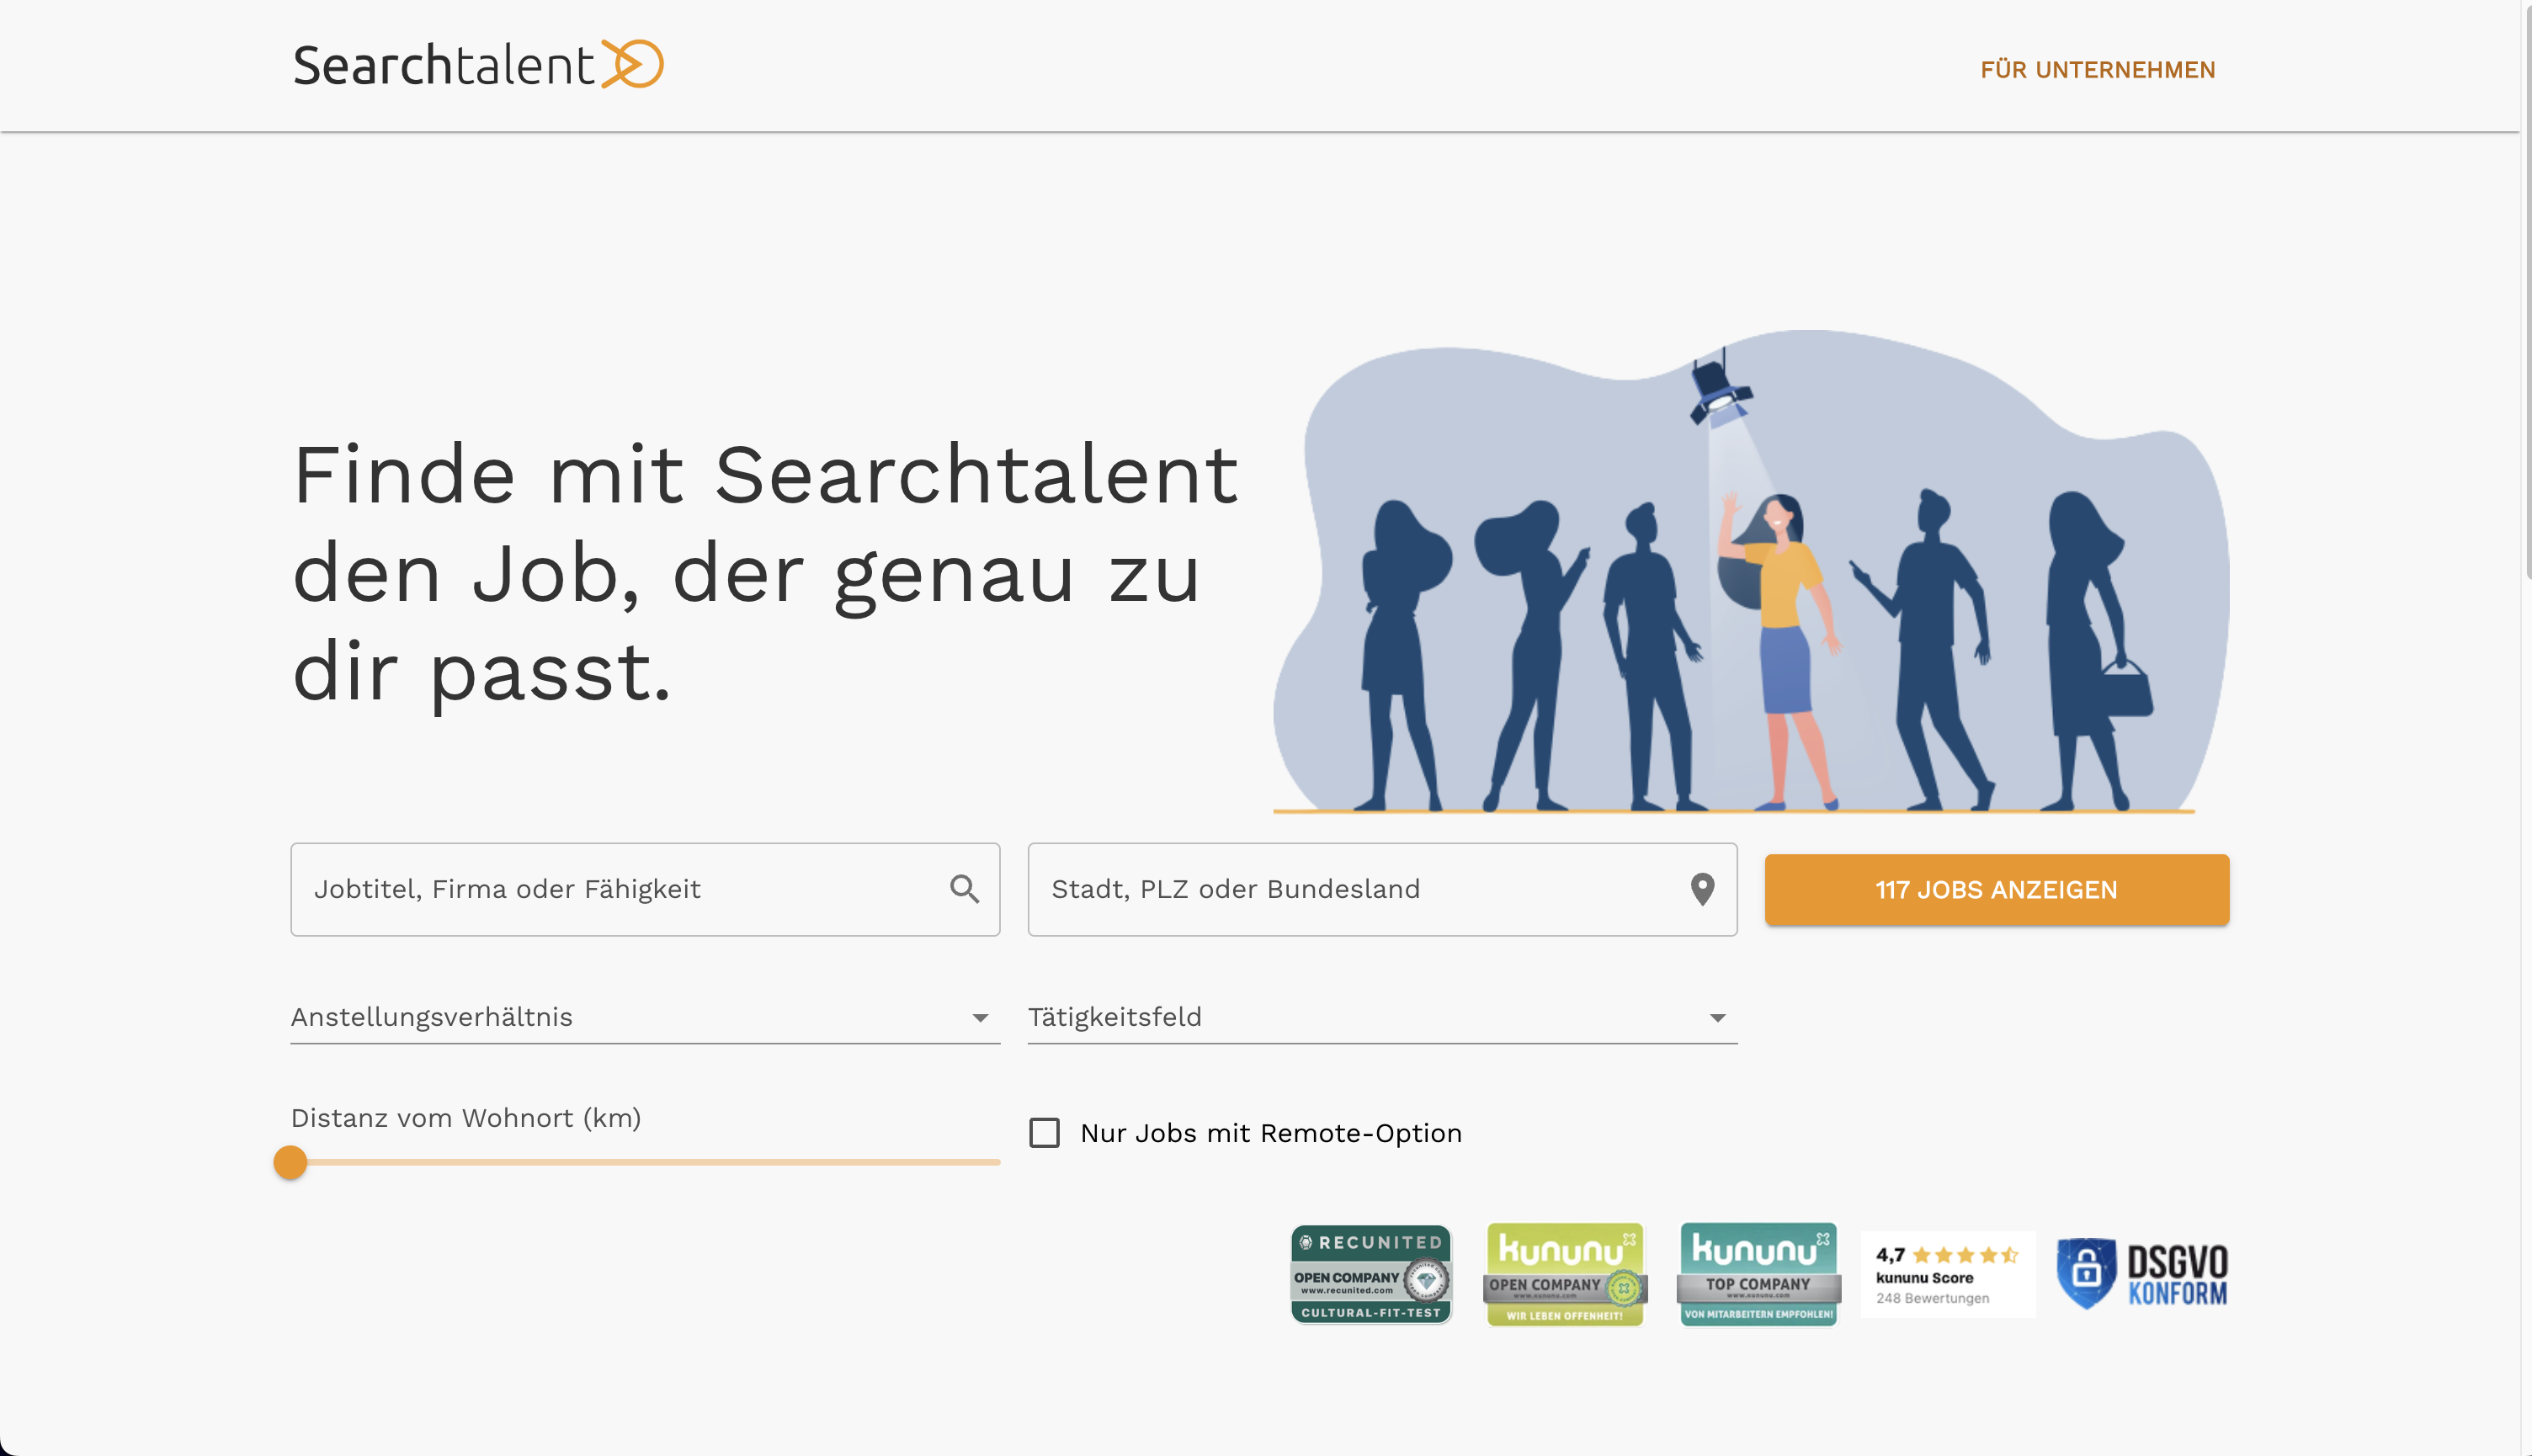 Searchtalent
FÜR UNTERNEHMEN
Finde mit Searchtalent
den Job, der genau zu
dir passt.
Jobtitel, Firma oder Fähigkeit
Stadt, PLZ oder Bundesland
117 JOBS ANZEIGEN
Anstellungsverhältnis
Tätigkeitsfeld
Distanz vom Wohnort (km)
Nur Jobs mit Remote-Option
RECUNITED
OPEN COMPANY
www.recunited.com
CULTURAL-FIT-TEST
kununu
OPEN COMPANY
www.kununu.com
WIR LEBEN OFFENHEIT!
kununu
TOP COMPANY
www.kununu.com
VON MITARBEITERN EMPFOHLEN!
4,7
kununu Score
248 Bewertungen
DSGVO
KONFORM